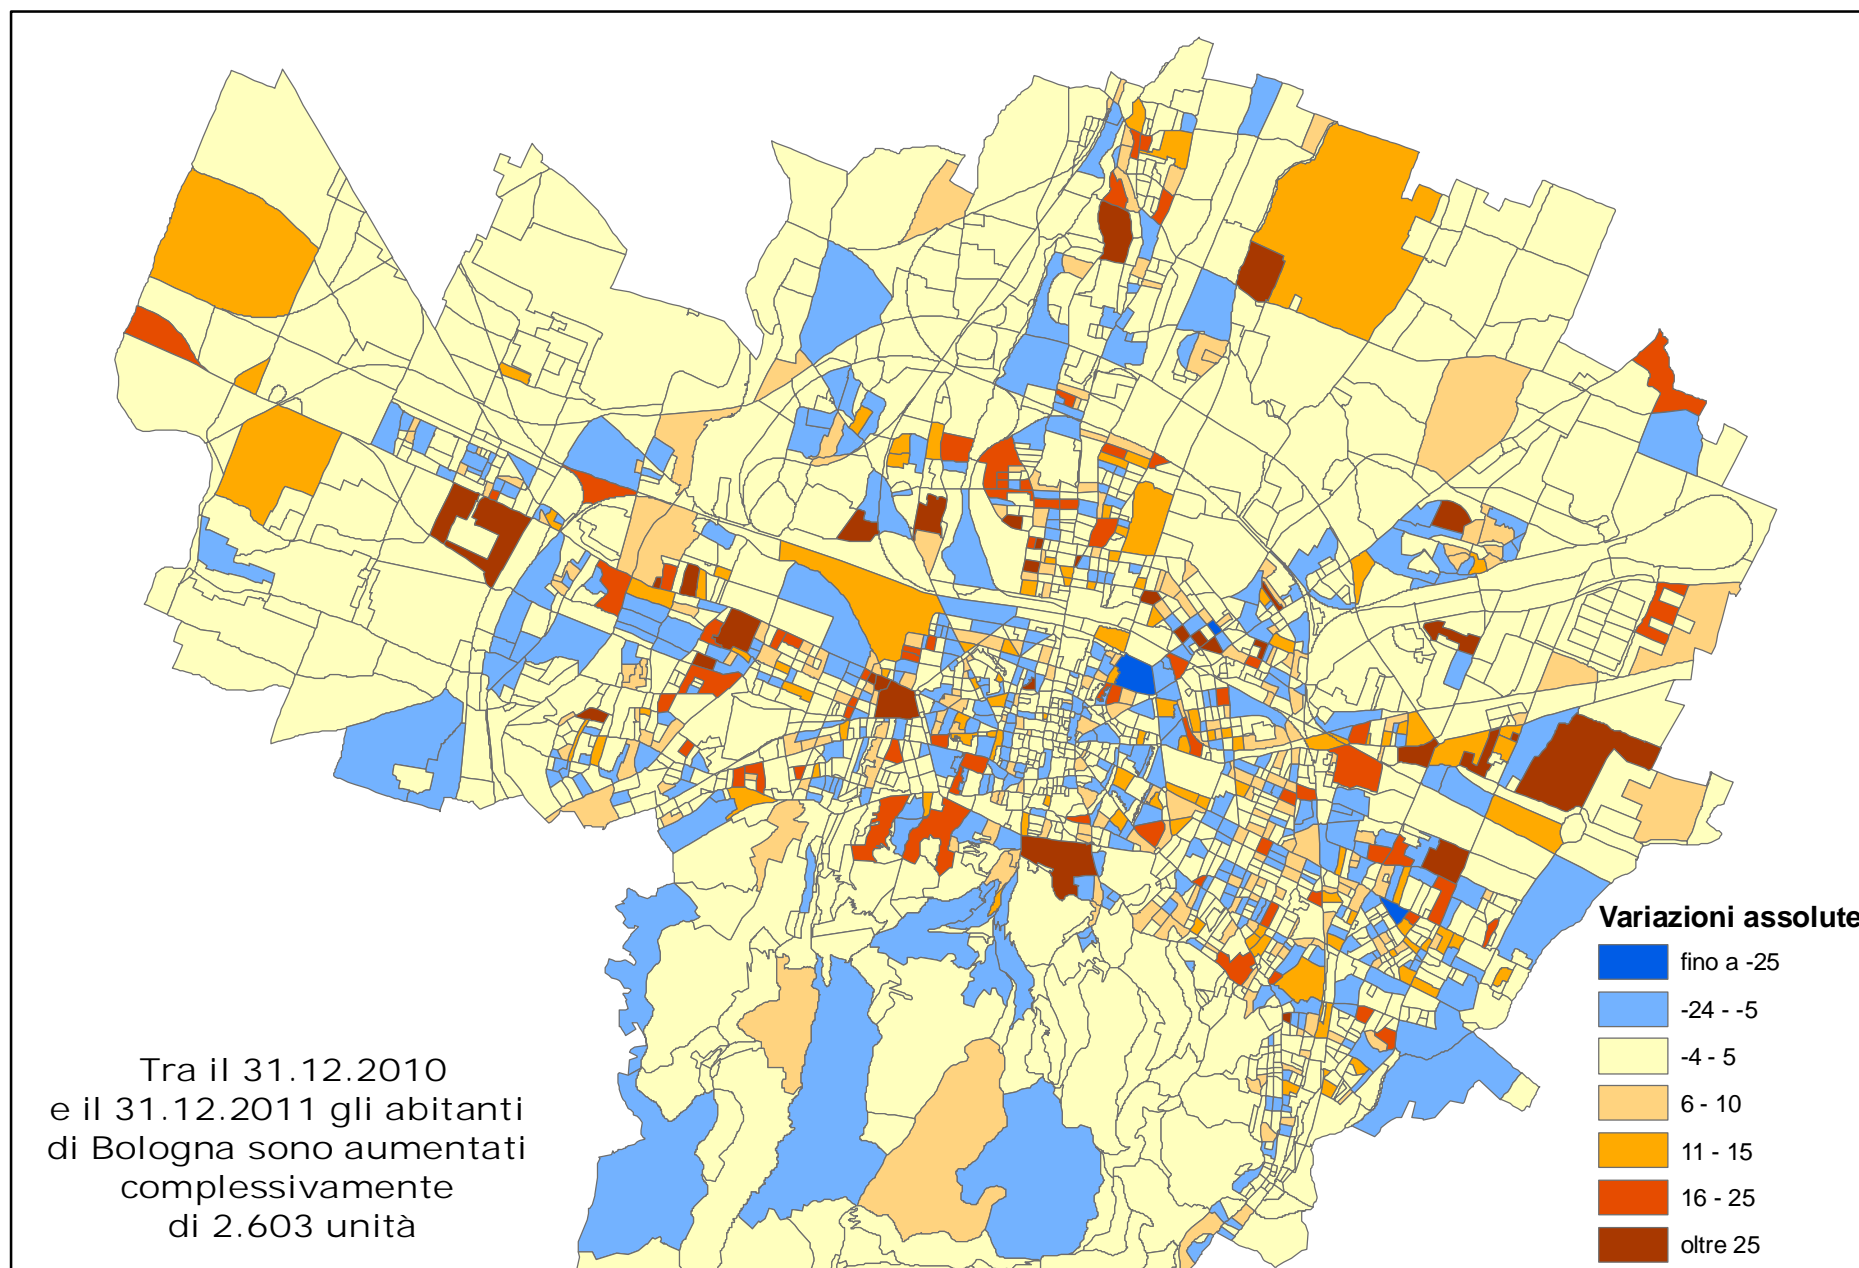 Variazioni assolute
fino a -25
-24 - -5
-4 - 5
6 - 10
11 - 15
16 - 25
oltre 25
Tra il 31.12.2010
e il 31.12.2011 gli abitanti
di Bologna sono aumentati
complessivamente
di 2.603 unità